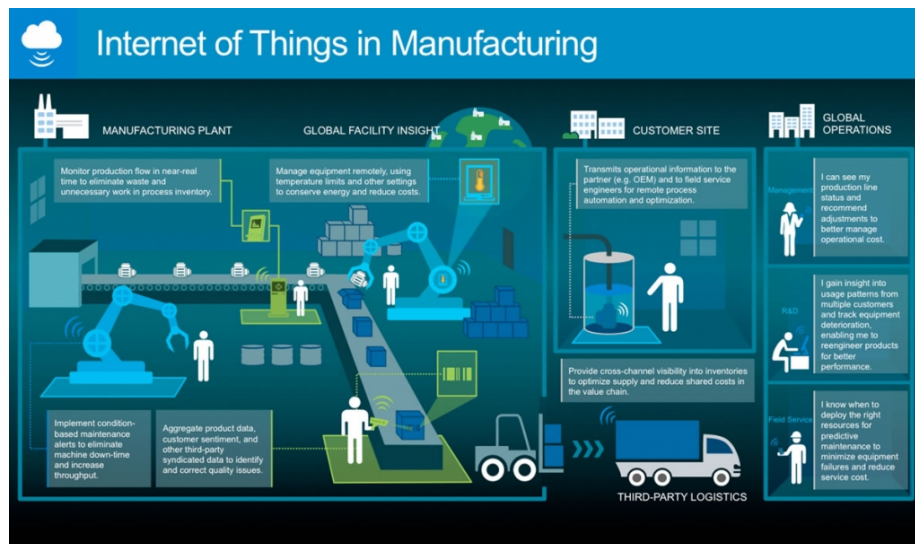 Internet of Things in Manufacturing
MANUFACTURING PLANT
GLOBAL FACILITY INSIGHT
CUSTOMER SITE
GLOBAL
OPERATIONS
Monitor production flow in near-real
time to eliminate waste and
unnecessary work in process inventory.
Manage equipment remotely, using
temperature limits and other settings
to conserve energy and reduce costs.
Transmits operational information to the
partner (e.g. OEM) and to field service
engineers for remote process
automation and optimization.
Management
I can see my
production line
status and
recommend
adjustments to
better manage
operational cost.
R&D
I gain insight into
usage patterns from
multiple customers
and track equipment
deterioration,
enabling me to
reengineer products
for better
performance.
Provide cross-channel visibility into inventories
to optimize supply and reduce shared costs in
the value chain.
Implement condition-
based maintenance
alerts to eliminate
machine down-time
and increase
throughput.
Aggregate product data,
customer sentiment, and
other third-party
syndicated data to identify
and correct quality issues.
Field Service
I know when to
deploy the right
resources for
predictive
maintenance to
minimize equipment
failures and reduce
service cost.
THIRD-PARTY LOGISTICS